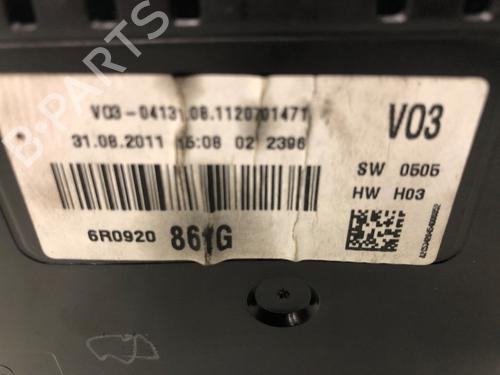 B-PARTS
V03-0413 .08.1120701471
31.08.2011 15:08 02 2396
V03
SW 0505
HW H03
6R0920 861G